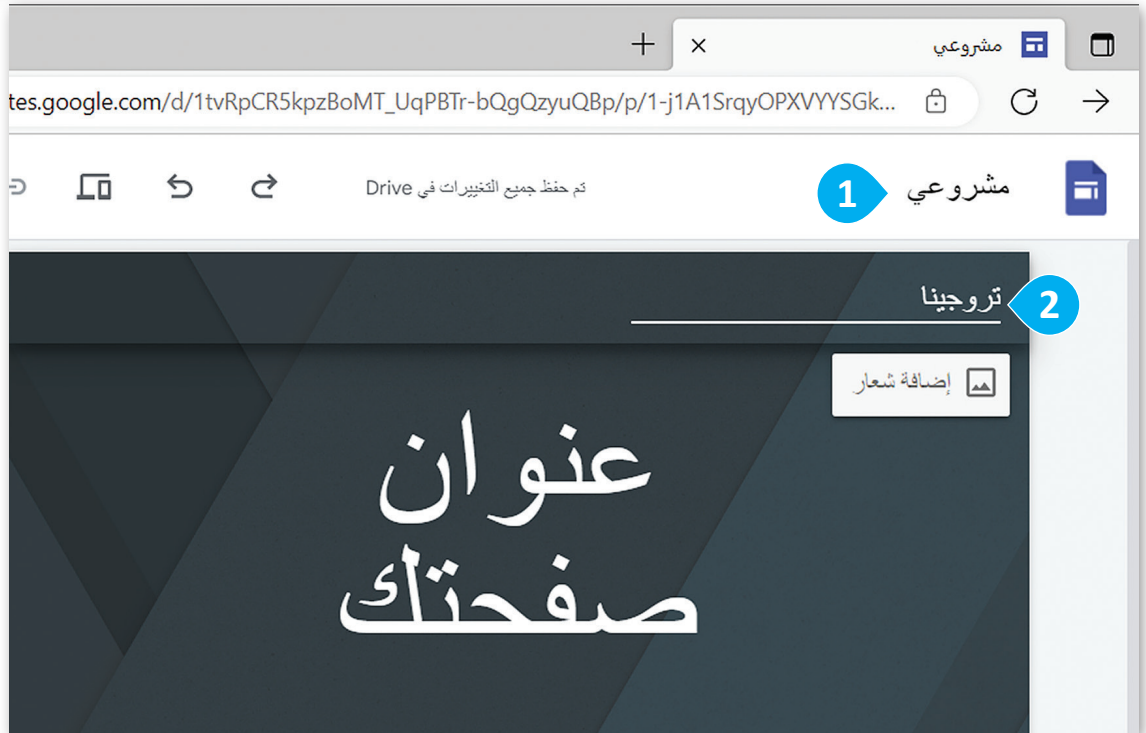 مشروعي
tes.google.com/d/1tvRpCR5kpzBoMT_UqPBTr-bQgQzyuQBp/p/1-j1A1SrqyOPXVYYSGk...
مشروعي
1
تم حفظ جميع التغييرات في Drive
تروجينا
2
إضافة شعار
عنوان
صفحتك